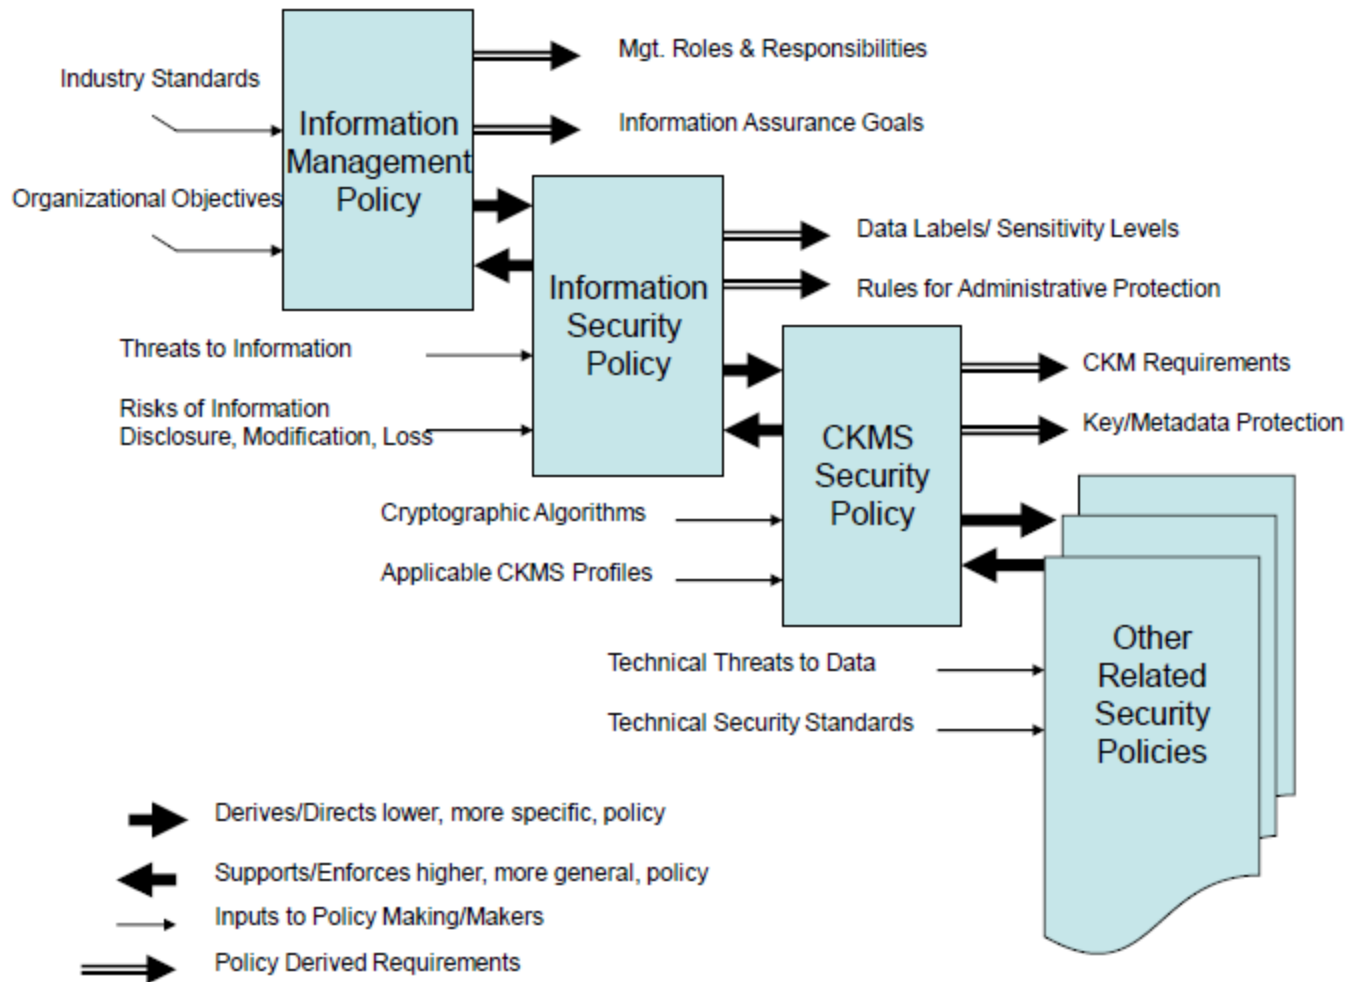 Mgt. Roles & Responsibilities
Industry Standards
Information
Management
Policy
Information Assurance Goals
Organizational Objectives
Data Labels/ Sensitivity Levels
Information
Security
Policy
Rules for Administrative Protection
Threats to Information
CKM Requirements
Risks of Information
Disclosure, Modification, Loss
Key/Metadata Protection
CKMS
Security
Policy
Cryptographic Algorithms
Applicable CKMS Profiles
Other
Related
Security
Policies
Technical Threats to Data
Technical Security Standards
Derives/Directs lower, more specific, policy
Supports/Enforces higher, more general, policy
Inputs to Policy Making/Makers
Policy Derived Requirements